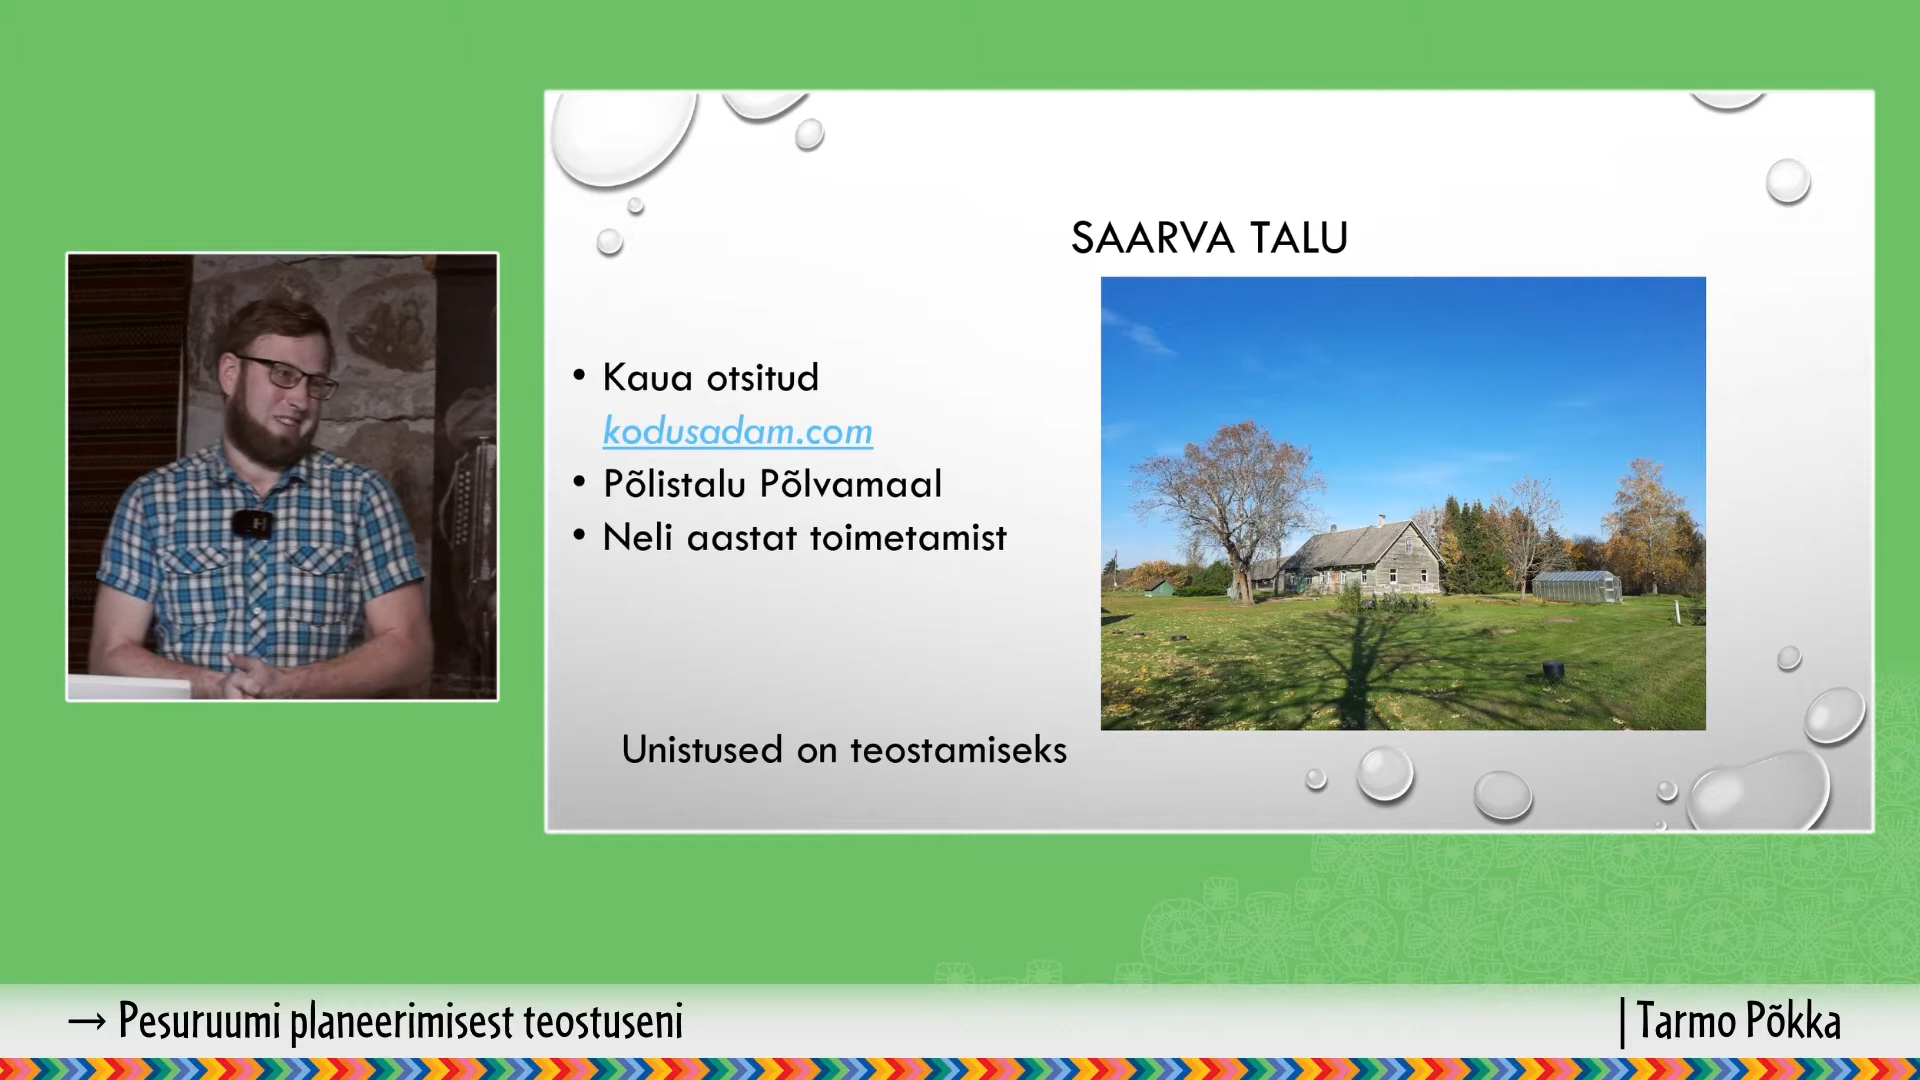 SAARVA TALU
• Kaua otsitud
kodusadam.com
• Põlistalu Põlvamaal
• Neli aastat toimetamist
Unistused on teostamiseks
→ Pesuruumi planeerimisest teostuseni
| Tarmo Põkka